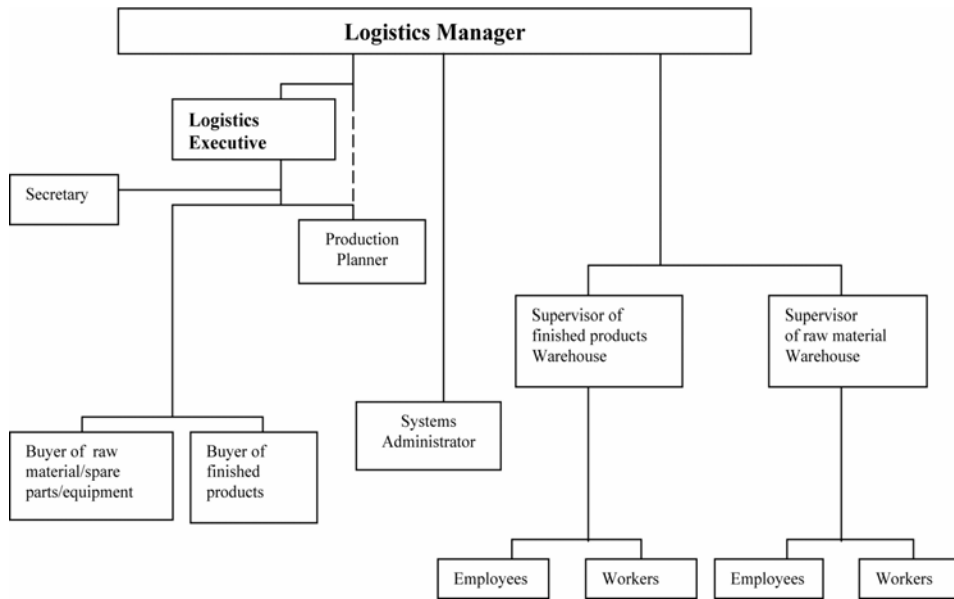 Logistics Manager
Logistics
Executive
Secretary
Production
Planner
Supervisor of
finished products
Warehouse
Supervisor
of raw material
Warehouse
Systems
Administrator
Buyer of raw
material/spare
parts/equipment
Buyer of
finished
products
Employees
Workers
Employees
Workers